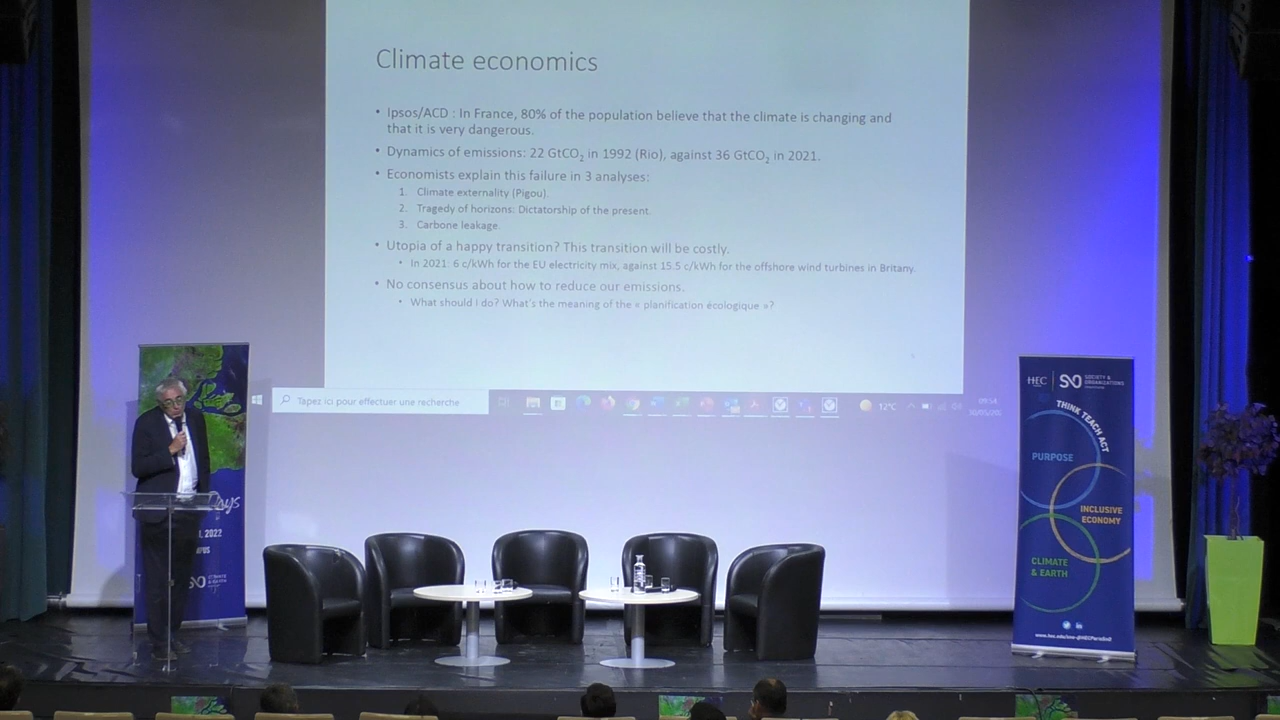 Climate economics
• Ipsos/ACD : In France, 80% of the population believe that the climate is changing and
that it is very dangerous.
• Dynamics of emissions: 22 GtCO₂ in 1992 (Rio), against 36 GtCO₂ in 2021.
• Economists explain this failure in 3 analyses:
1. Climate externality (Pigou).
2. Tragedy of horizons: Dictatorship of the present.
3. Carbone leakage.
• Utopia of a happy transition? This transition will be costly.
• In 2021: 6 c/kWh for the EU electricity mix, against 15.5 c/kWh for the offshore wind turbines in Britany.
• No consensus about how to reduce our emissions.
• What should I do? What's the meaning of the « planification écologique »?
Tapez ici pour effectuer une recherche
12°C
09:54
Days
2022
CLIMATE
& EARTH
HEC
SOCIETY &
ORGANIZATIONS
THINK TEACH ACT
PURPOSE
INCLUSIVE
ECONOMY
CLIMATE
& EARTH